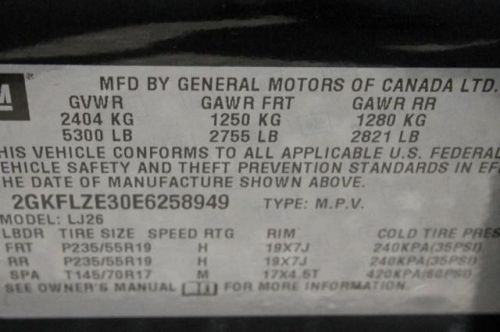 M
MFD BY GENERAL MOTORS OF CANADA LTD.
GVWR GAWR FRT GAWR RR
2404 KG 1250 KG 1280 KG
5300 LB 2755 LB 2821 LB
THIS VEHICLE CONFORMS TO ALL APPLICABLE U.S. FEDERAL
VEHICLE SAFETY AND THEFT PREVENTION STANDARDS IN EFF
THE DATE OF MANUFACTURE SHOWN ABOVE.
2GKFLZE30E6258949 TYPE: M.P.V.
MODEL: LJ26
LBDR TIRE SIZE SPEED RTG RIM COLD TIRE PRES
FRT P235/55R19 H 19X7J 240KPA(35PSI)
RR P235/55R19 H 19X7J 240KPA(35PSI)
SPA T145/70R17 M 17X4.5T 420KPA(60PSI)
SEE OWNER'S MANUAL FOR MORE INFORMATION.